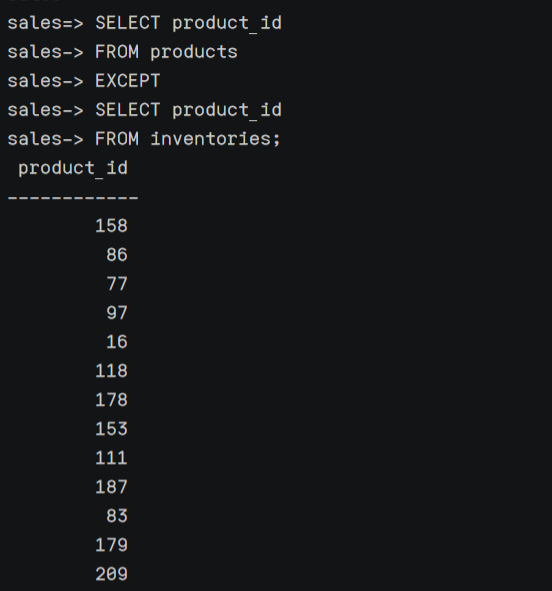 sales=> SELECT product_id
sales-> FROM products
sales-> EXCEPT
sales-> SELECT product_id
sales-> FROM inventories;
 product_id
------------
        158
         86
         77
         97
         16
        118
        178
        153
        111
        187
         83
        179
        209